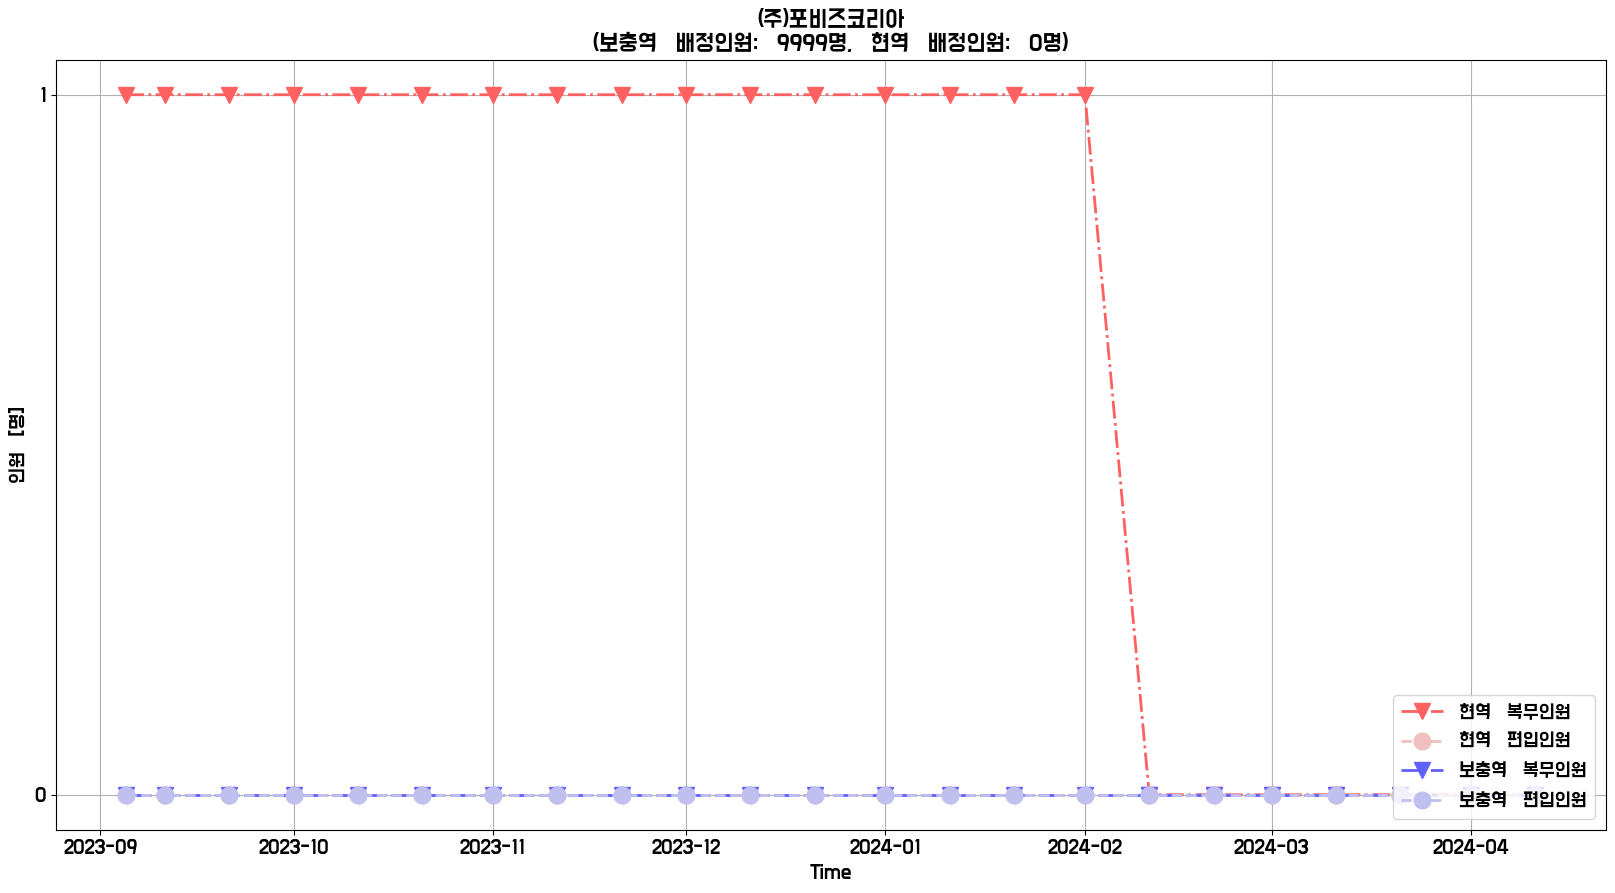 (주)포비즈코리아
(보충역 배정인원: 9999명, 현역 배정인원: 0명)
1
인원 [명]
0
현역 복무인원
현역 편입인원
보충역 복무인원
보충역 편입인원
2023-09 2023-10 2023-11 2023-12 2024-01 2024-02 2024-03 2024-04
Time